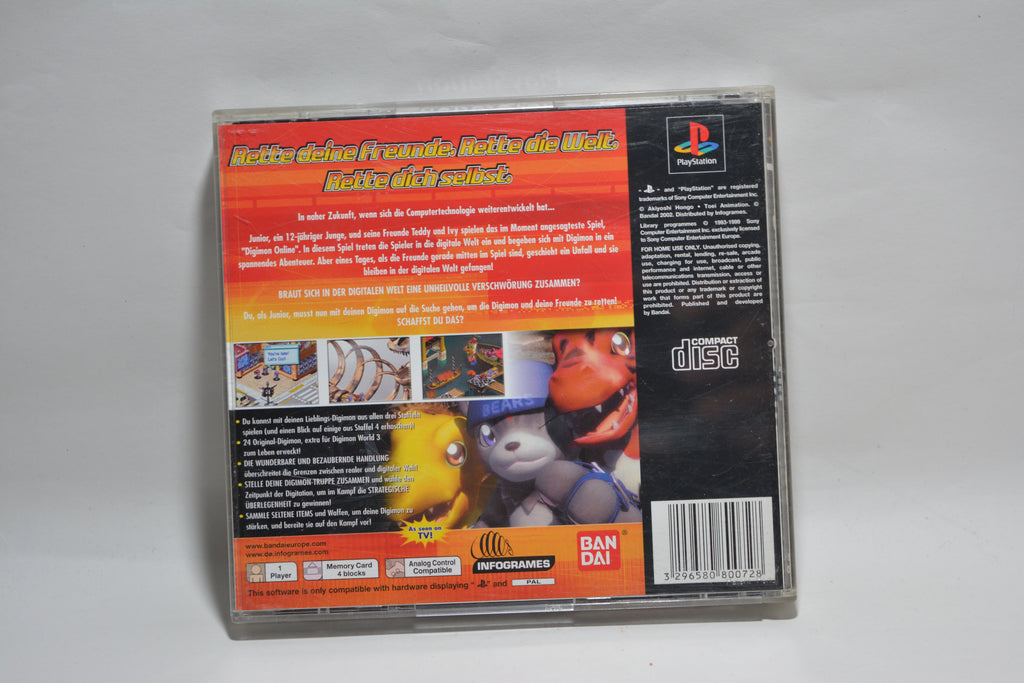 Rette deine Freunde. Rette die Welt.
Rette dich selbst.
In naher Zukunft, wenn sich die Computertechnologie weiterentwickelt hat...
Junior, ein 12-jähriger Junge, und seine Freunde Teddy und Ivy spielen das im Moment angesagteste Spiel,
"Digimon Online". In diesem Spiel treten die Spieler in die digitale Welt ein und begeben sich mit Digimon in ein
spannendes Abenteuer. Aber eines Tages, als die Freunde gerade mitten im Spiel sind, geschieht ein Unfall und sie
bleiben in der digitalen Welt gefangen!
BRAUT SICH IN DER DIGITALEN WELT EINE UNHEILVOLLE VERSCHWÖRUNG ZUSAMMEN?
Du, als Junior, musst nun mit deinen Digimon auf die Suche gehen, um die Digimon und deine Freunde zu retten!
SCHAFFST DU DAS?
You're late!
Let's Go!!
BEARS
• Du kannst mit deinen Lieblings-Digimon aus allen drei Staffeln
spielen (und einen Blick auf einige aus Staffel 4 erhaschen)!
• 24 Original-Digimon, extra für Digimon World 3
zum Leben erweckt!
• DIE WUNDERBARE UND BEZAUBERNDE HANDLUNG
überschreitet die Grenzen zwischen realer und digitaler Welt!
• STELLE DEINE DIGIMON-TRUPPE ZUSAMMEN und wähle den
Zeitpunkt der Digitation, um im Kampf die STRATEGISCHE
ÜBERLEGENHEIT zu gewinnen!
• SAMMLE SELTENE ITEMS und Waffen, um deine Digimon zu
stärken, und bereite sie auf den Kampf vor!
As seen on
TV!
www.bandaieurope.com
www.de.infogrames.com
1
Player
Memory Card
4 blocks
Analog Control
Compatible
INFOGRAMES
BAN
DAI
®
This software is only compatible with hardware displaying " " and PAL
PlayStation
" " and "PlayStation" are registered
trademarks of Sony Computer Entertainment Inc.
© Akiyoshi Hongo • Toei Animation. ©
Bandai 2002. Distributed by Infogrames.
Library programmes © 1983-1998 Sony
Computer Entertainment Inc. exclusively licensed
to Sony Computer Entertainment Europe.
FOR HOME USE ONLY. Unauthorised copying,
adaptation, rental, lending, re-sale, arcade
use, charging for use, broadcast, public
performance and internet, cable or other
telecommunications transmission, access or
use are prohibited. Distribution or extraction of
this product or any trademark or copyright
work that forms part of this product are
prohibited. Published and developed
by Bandai.
COMPACT
disc
3 296580 800728